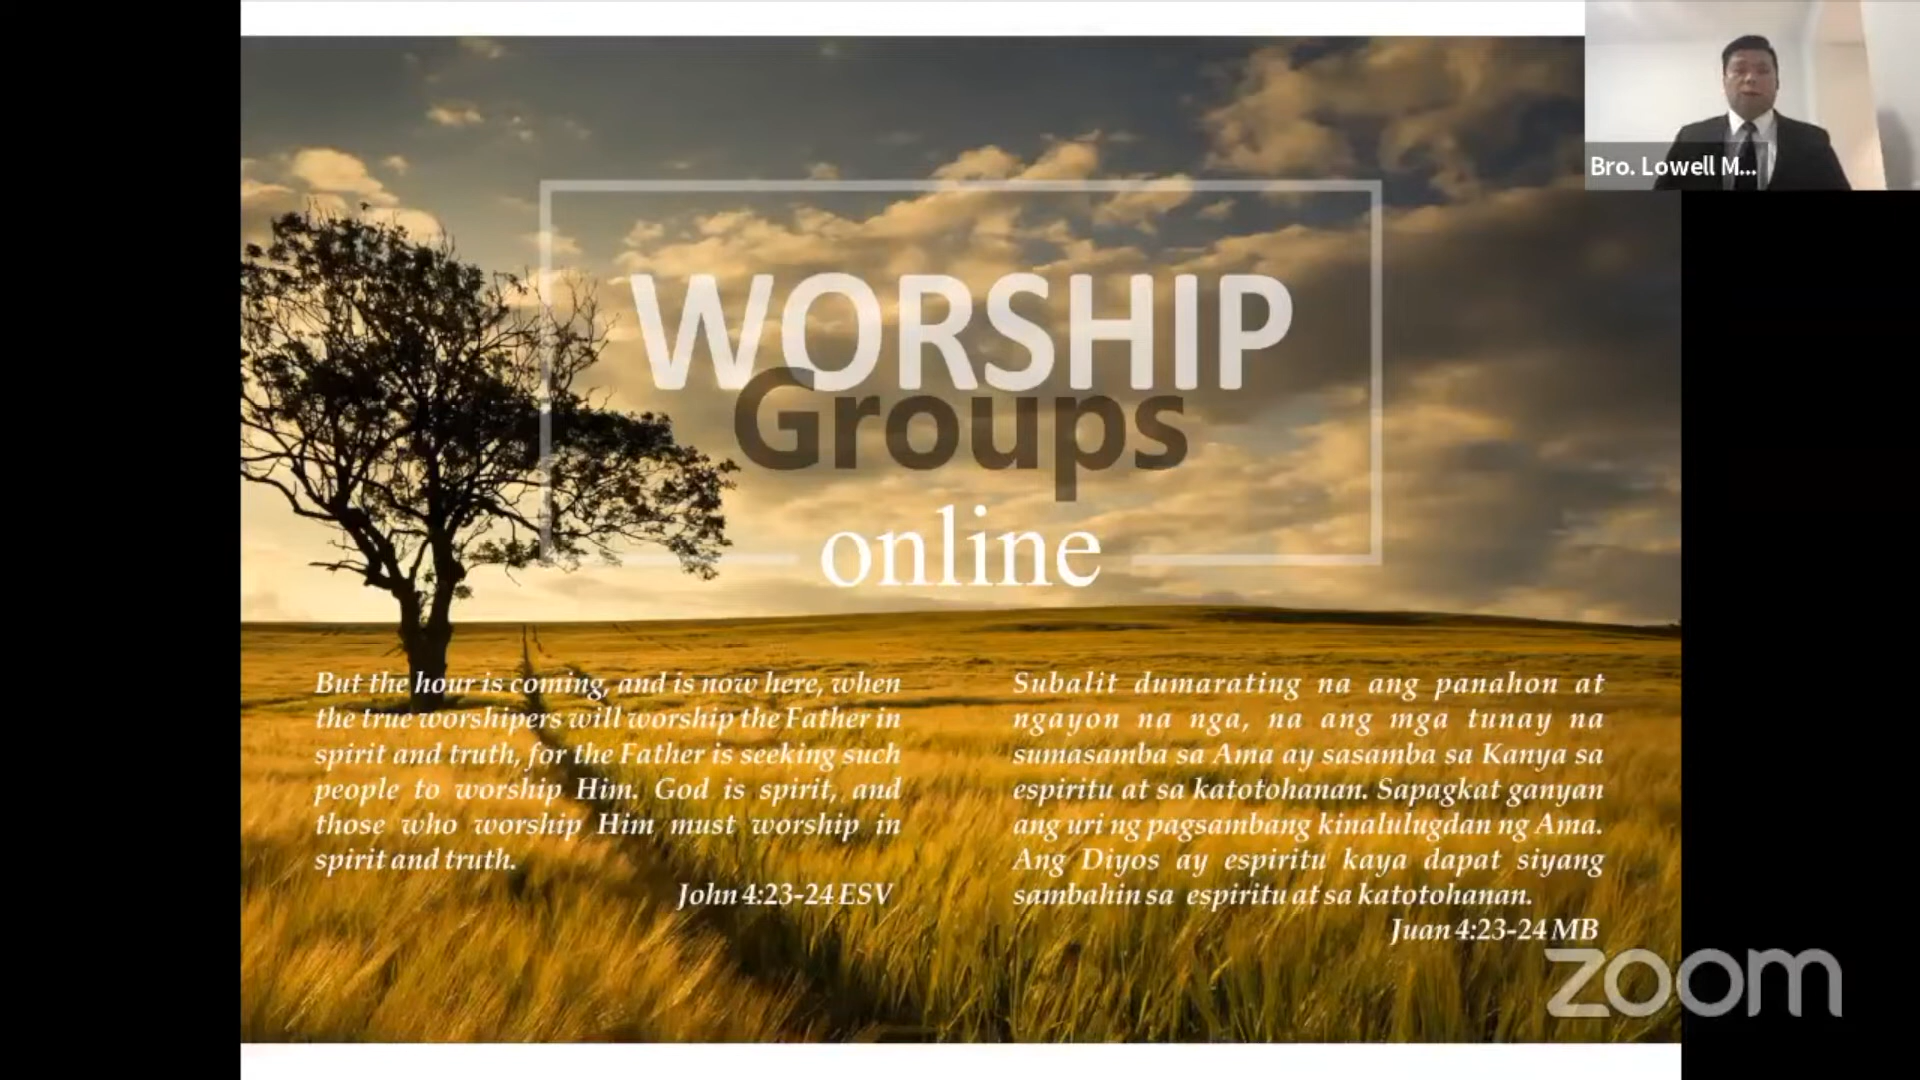 Bro. Lowell M...
WORSHIP
Groups
online
But the hour is coming, and is now here, when
the true worshipers will worship the Father in
spirit and truth, for the Father is seeking such
people to worship Him. God is spirit, and
those who worship Him must worship in
spirit and truth.
John 4:23-24 ESV
Subalit dumarating na ang panahon at
ngayon na nga, na ang mga tunay na
sumasamba sa Ama ay sasamba sa Kanya sa
espiritu at sa katotohanan. Sapagkat ganyan
ang uri ng pagsambang kinalulugdan ng Ama.
Ang Diyos ay espiritu kaya dapat siyang
sambahin sa espiritu at sa katotohanan.
Juan 4:23-24 MB
zoom